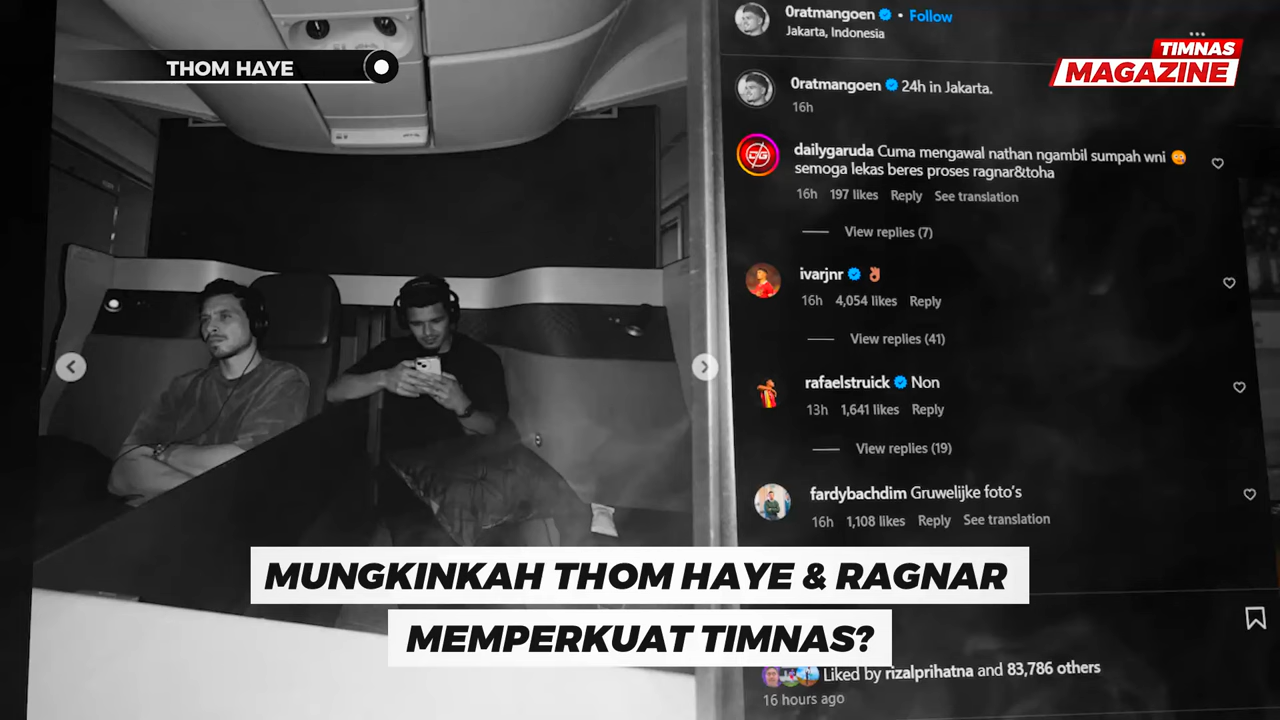 THOM HAYE
TIMNAS
MAGAZINE
0ratmangoen • Follow
Jakarta, Indonesia
0ratmangoen 24h in Jakarta.
16h
dailygaruda Cuma mengawal nathan ngambil sumpah wni 😳
semoga lekas beres proses ragnar&toha
16h 197 likes Reply See translation
View replies (7)
ivarjnr 👌🏽
16h 4,054 likes Reply
View replies (41)
rafaelstruick Non
13h 1,641 likes Reply
View replies (19)
fardybachdim Gruwelijke foto's
16h 1,108 likes Reply See translation
MUNGKINKAH THOM HAYE & RAGNAR
MEMPERKUAT TIMNAS?
Liked by rizalprihatna and 83,786 others
16 hours ago